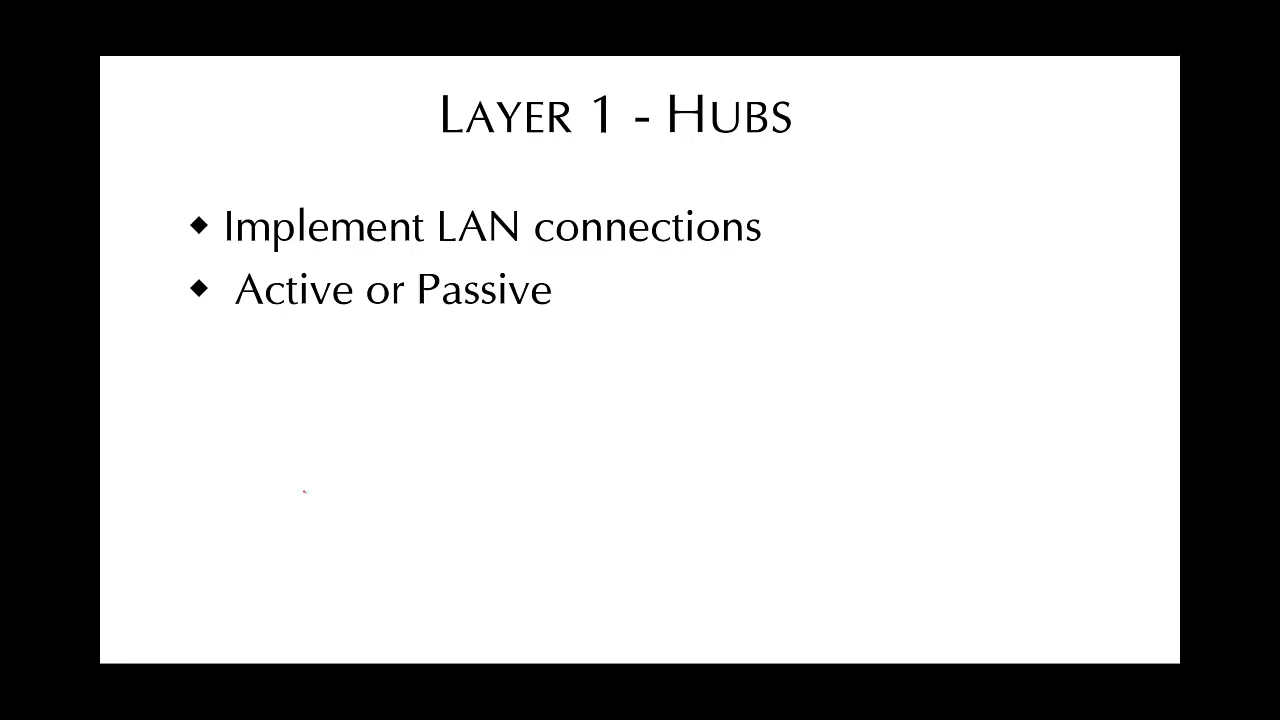 LAYER 1 - HUBS
◆ Implement LAN connections
◆ Active or Passive